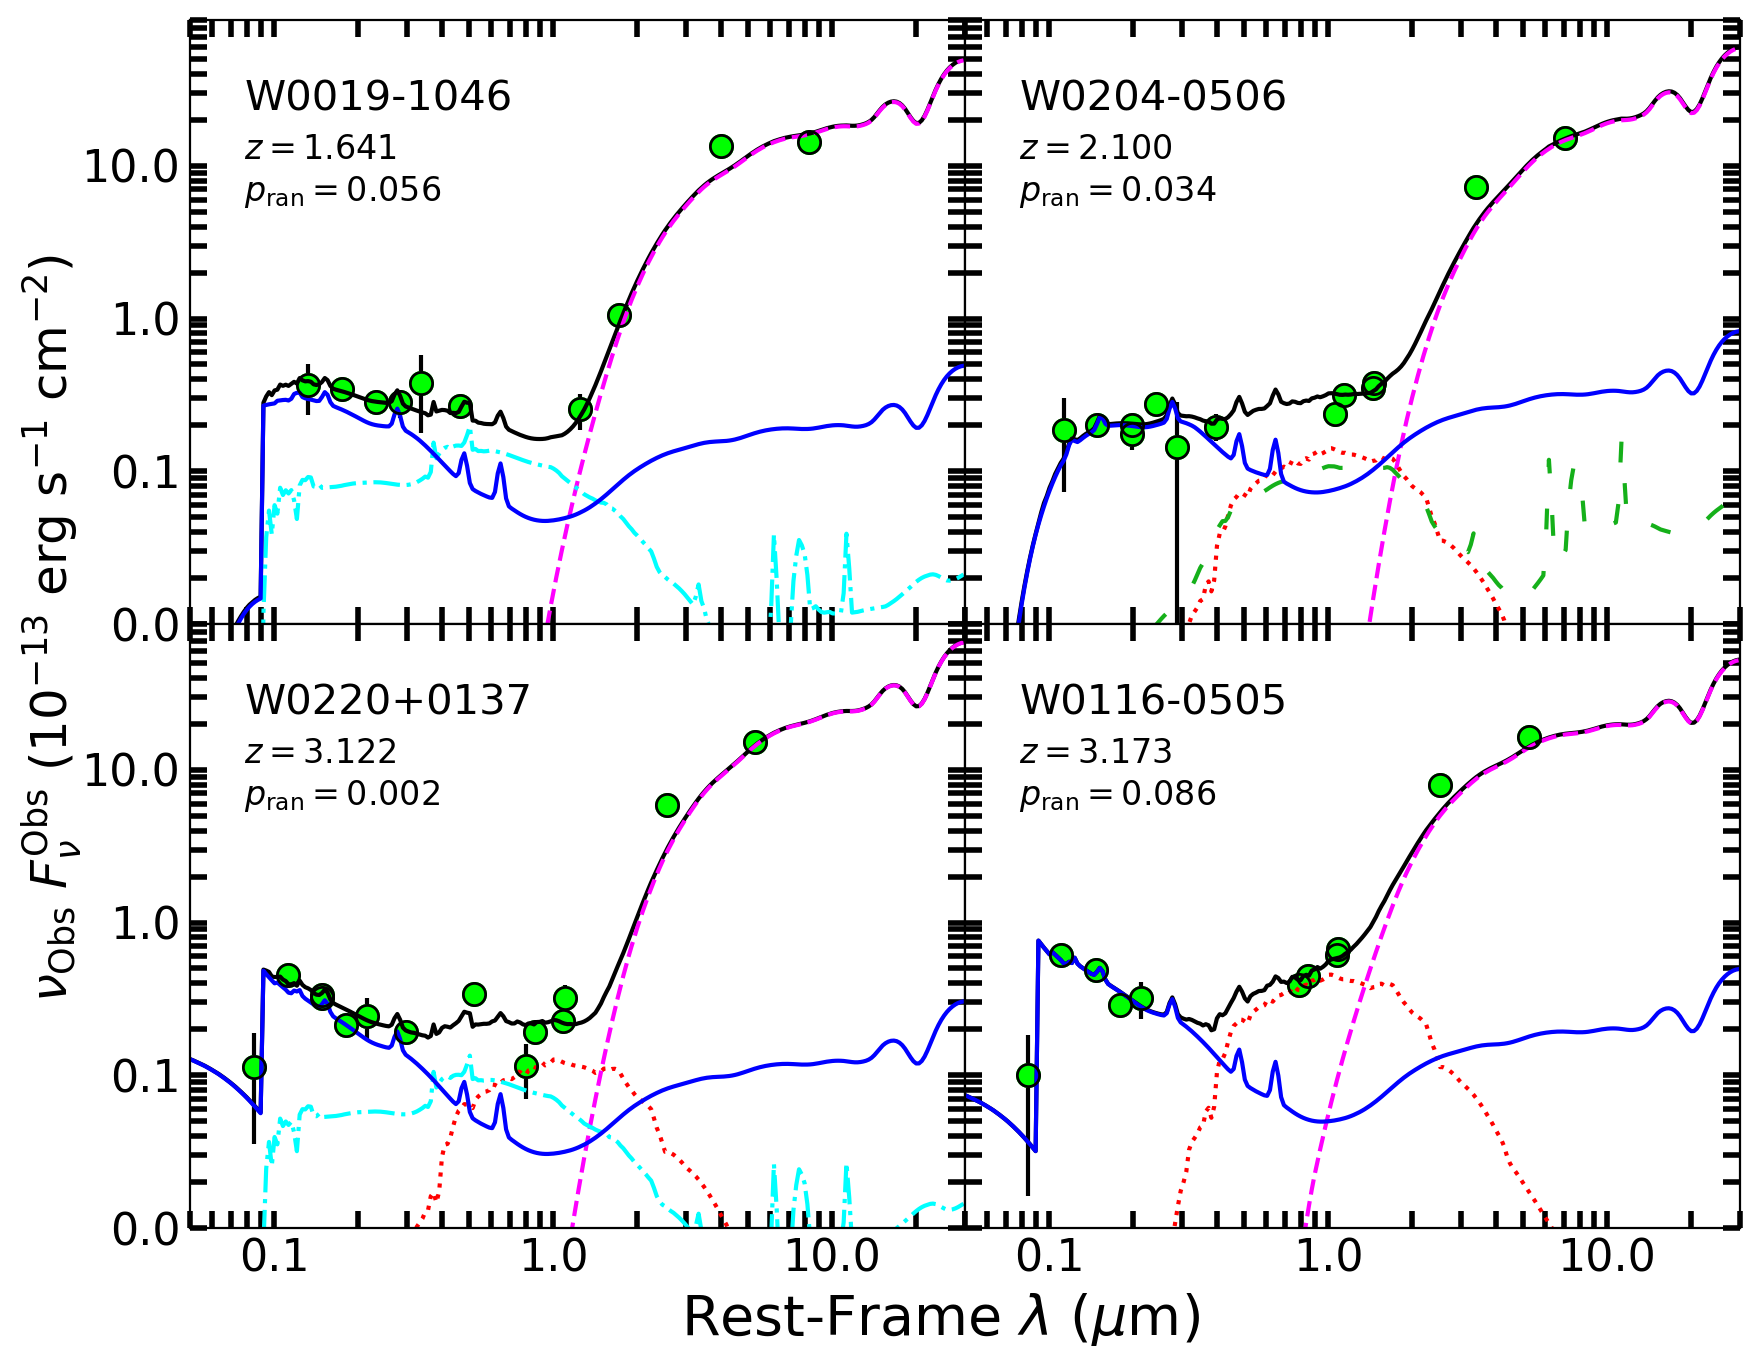 W0019-1046
z = 1.641
p_ran = 0.056
W0204-0506
z = 2.100
p_ran = 0.034
10.0
1.0
0.1
0.0
W0220+0137
z = 3.122
p_ran = 0.002
W0116-0505
z = 3.173
p_ran = 0.086
10.0
1.0
0.1
0.0
0.1 1.0 10.0 0.1 1.0 10.0
Rest-Frame λ (μm)
ν_Obs F_ν^Obs (10^−13 erg s^−1 cm^−2)